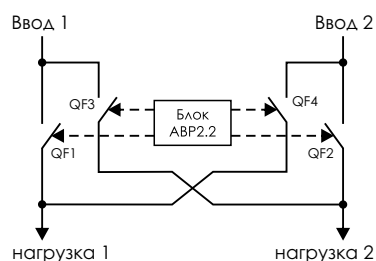 Ввод 1
Ввод 2
QF3
Блок
АВР2.2
QF4
QF1
QF2
нагрузка 1
нагрузка 2